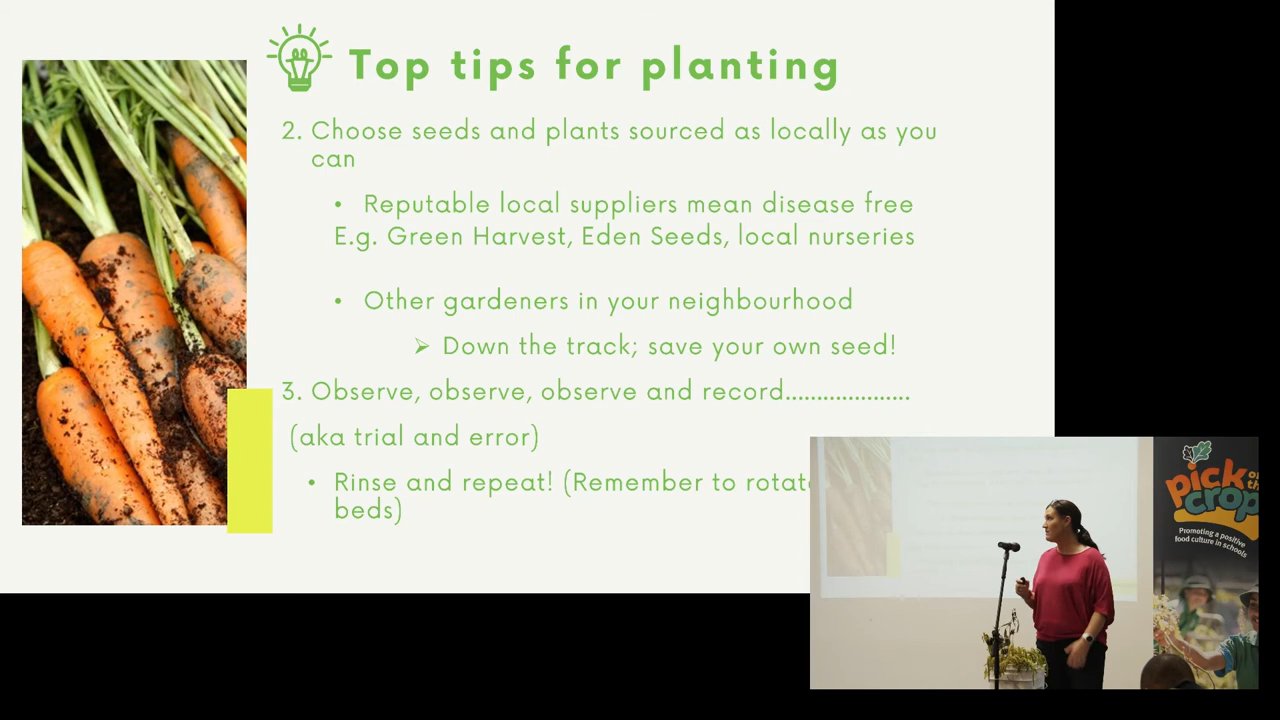 Top tips for planting
2. Choose seeds and plants sourced as locally as you
can
• Reputable local suppliers mean disease free
E.g. Green Harvest, Eden Seeds, local nurseries
• Other gardeners in your neighbourhood
➢ Down the track; save your own seed!
3. Observe, observe, observe and record....................
(aka trial and error)
• Rinse and repeat! (Remember to rotate
beds)
pick
of
the
crop
Promoting a positive
food culture in schools